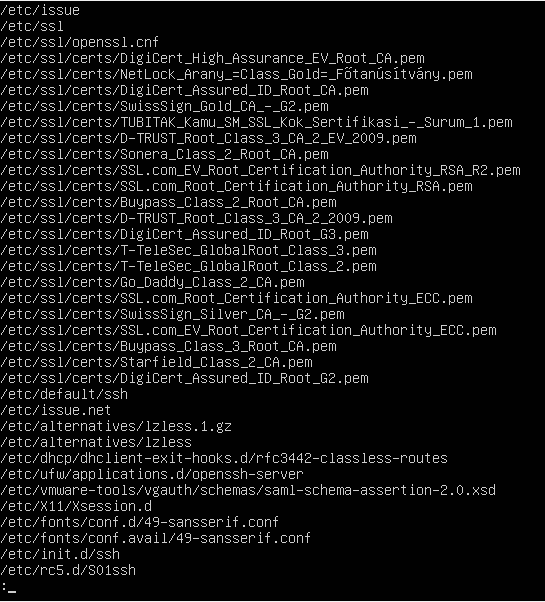 /etc/issue
/etc/ssl
/etc/ssl/openssl.cnf
/etc/ssl/certs/DigiCert_High_Assurance_EV_Root_CA.pem
/etc/ssl/certs/NetLock_Arany_=Class_Gold=_Főtanúsítvány.pem
/etc/ssl/certs/DigiCert_Assured_ID_Root_CA.pem
/etc/ssl/certs/SwissSign_Gold_CA_-_G2.pem
/etc/ssl/certs/TUBITAK_Kamu_SM_SSL_Kok_Sertifikasi_-_Surum_1.pem
/etc/ssl/certs/D-TRUST_Root_Class_3_CA_2_EV_2009.pem
/etc/ssl/certs/Sonera_Class_2_Root_CA.pem
/etc/ssl/certs/SSL.com_EV_Root_Certification_Authority_RSA_R2.pem
/etc/ssl/certs/SSL.com_Root_Certification_Authority_RSA.pem
/etc/ssl/certs/Buypass_Class_2_Root_CA.pem
/etc/ssl/certs/D-TRUST_Root_Class_3_CA_2_2009.pem
/etc/ssl/certs/DigiCert_Assured_ID_Root_G3.pem
/etc/ssl/certs/T-TeleSec_GlobalRoot_Class_3.pem
/etc/ssl/certs/T-TeleSec_GlobalRoot_Class_2.pem
/etc/ssl/certs/Go_Daddy_Class_2_CA.pem
/etc/ssl/certs/SSL.com_Root_Certification_Authority_ECC.pem
/etc/ssl/certs/SwissSign_Silver_CA_-_G2.pem
/etc/ssl/certs/SSL.com_EV_Root_Certification_Authority_ECC.pem
/etc/ssl/certs/Buypass_Class_3_Root_CA.pem
/etc/ssl/certs/Starfield_Class_2_CA.pem
/etc/ssl/certs/DigiCert_Assured_ID_Root_G2.pem
/etc/default/ssh
/etc/issue.net
/etc/alternatives/lzless.1.gz
/etc/alternatives/lzless
/etc/dhcp/dhclient-exit-hooks.d/rfc3442-classless-routes
/etc/ufw/applications.d/openssh-server
/etc/vmware-tools/vgauth/schemas/saml-schema-assertion-2.0.xsd
/etc/X11/Xsession.d
/etc/fonts/conf.d/49-sansserif.conf
/etc/fonts/conf.avail/49-sansserif.conf
/etc/init.d/ssh
/etc/rc5.d/S01ssh
:_